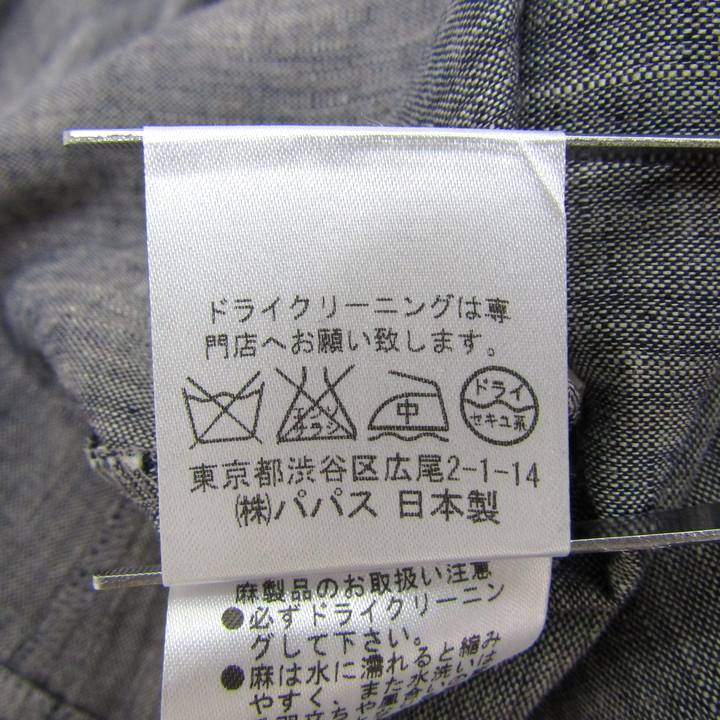 ドライクリーニングは専
門店へお願い致します。
エンソ
サラシ
中
ドライ
セキユ系
東京都渋谷区広尾2-1-14
㈱パパス 日本製
麻製品のお取扱い注意
●必ずドライクリーニン
グして下さい。
●麻は水に濡れると縮み
やすく、また水洗いは